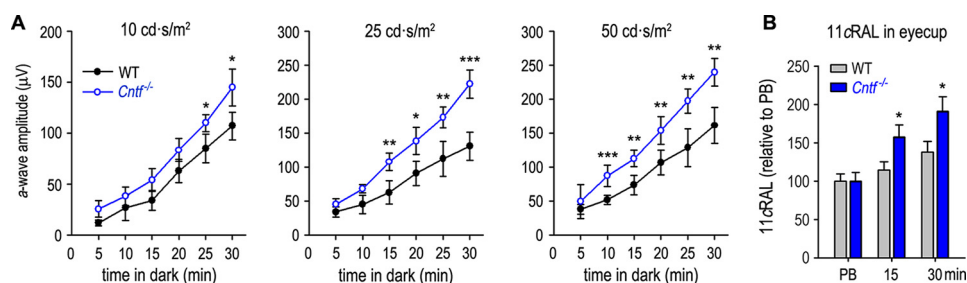 A
10 cd·s/m²
25 cd·s/m²
50 cd·s/m²
B
11cRAL in eyecup
a-wave amplitude (µV)
200
150
100
50
0
WT
Cntf-/-
*
*
0 5 10 15 20 25 30
time in dark (min)
300
250
200
150
100
50
0
**
*
**
***
0 5 10 15 20 25 30
time in dark (min)
300
250
200
150
100
50
0
***
**
**
**
**
0 5 10 15 20 25 30
time in dark (min)
11cRAL (relative to PB)
250
200
150
100
50
0
WT
Cntf-/-
*
*
PB 15 30 min